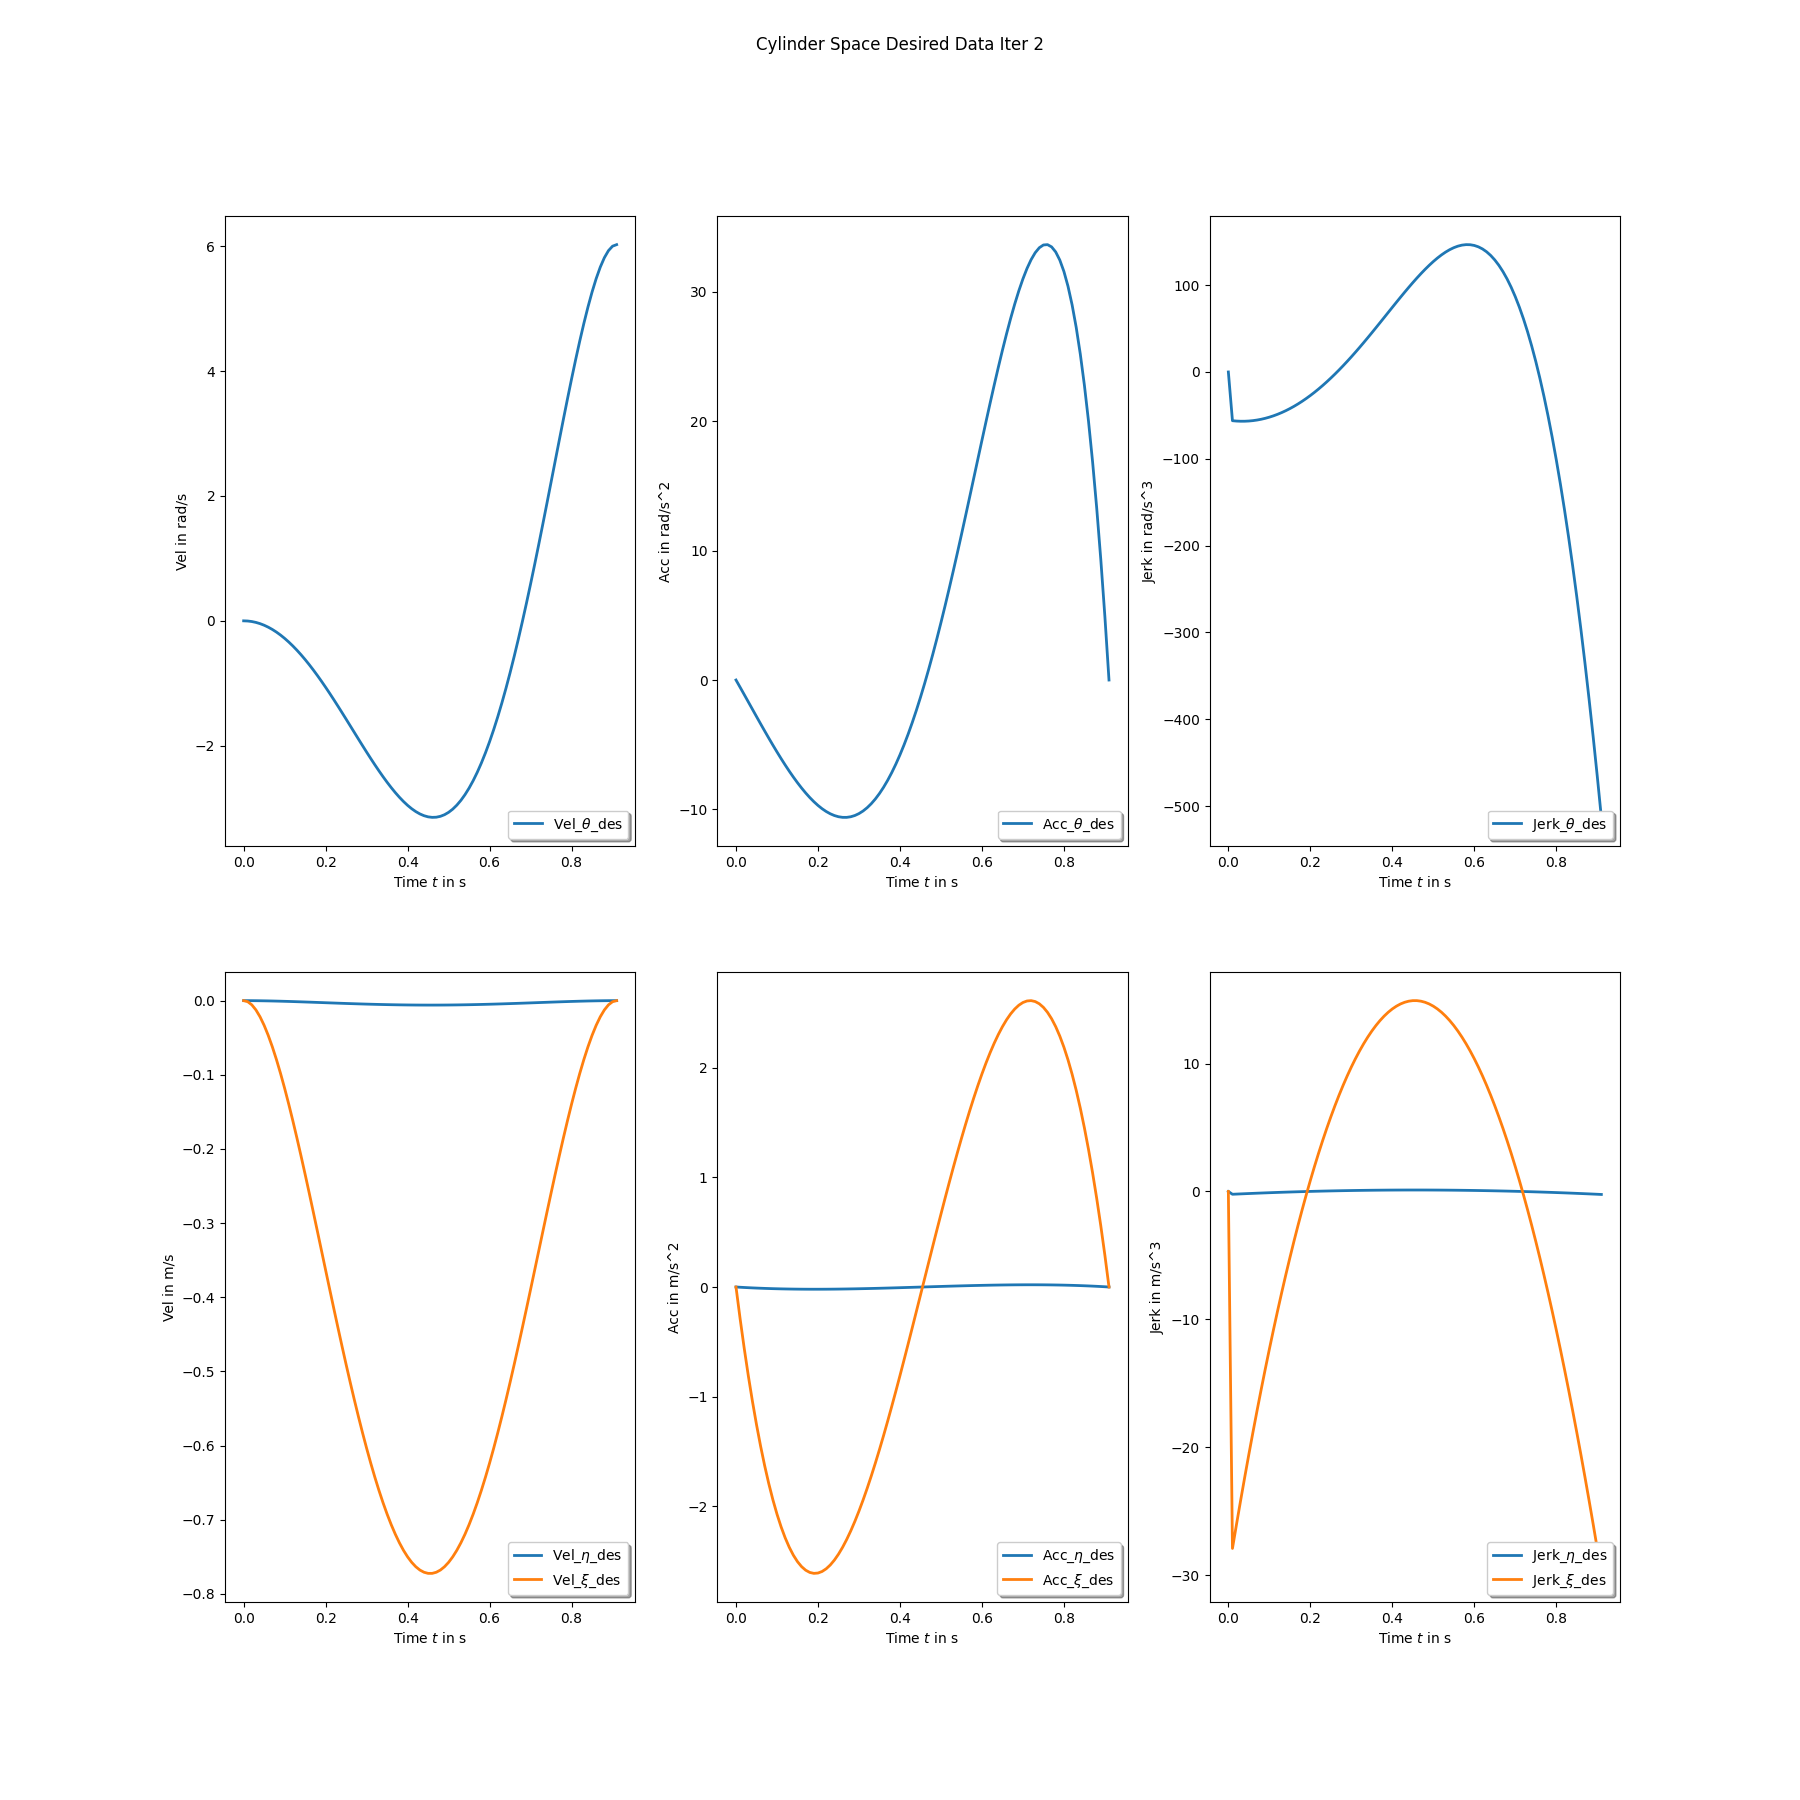 Cylinder Space Desired Data Iter 2
6
4
2
0
−2
Vel in rad/s
0.0 0.2 0.4 0.6 0.8
Time t in s
Vel_θ_des
30
20
10
0
−10
Acc in rad/s^2
0.0 0.2 0.4 0.6 0.8
Time t in s
Acc_θ_des
100
0
−100
−200
−300
−400
−500
Jerk in rad/s^3
0.0 0.2 0.4 0.6 0.8
Time t in s
Jerk_θ_des
0.0
−0.1
−0.2
−0.3
−0.4
−0.5
−0.6
−0.7
−0.8
Vel in m/s
0.0 0.2 0.4 0.6 0.8
Time t in s
Vel_η_des
Vel_ξ_des
2
1
0
−1
−2
Acc in m/s^2
0.0 0.2 0.4 0.6 0.8
Time t in s
Acc_η_des
Acc_ξ_des
10
0
−10
−20
−30
Jerk in m/s^3
0.0 0.2 0.4 0.6 0.8
Time t in s
Jerk_η_des
Jerk_ξ_des